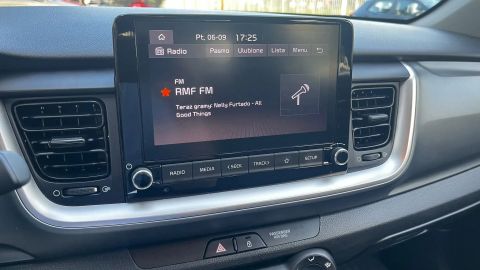 Pt. 06-09 17:25
Radio Pasmo Ulubione Lista Menu
FM
RMF FM
Teraz gramy: Nelly Furtado - All
Good Things
RADIO MEDIA < SEEK TRACK > SETUP
PASSENGER